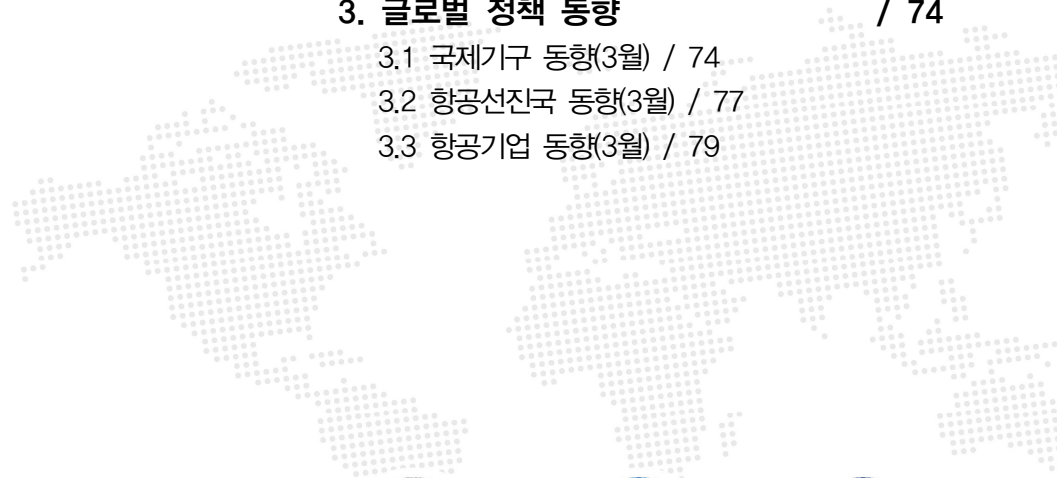 3. 글로벌 정책 동향 / 74
3.1 국제기구 동향(3월) / 74
3.2 항공선진국 동향(3월) / 77
3.3 항공기업 동향(3월) / 79